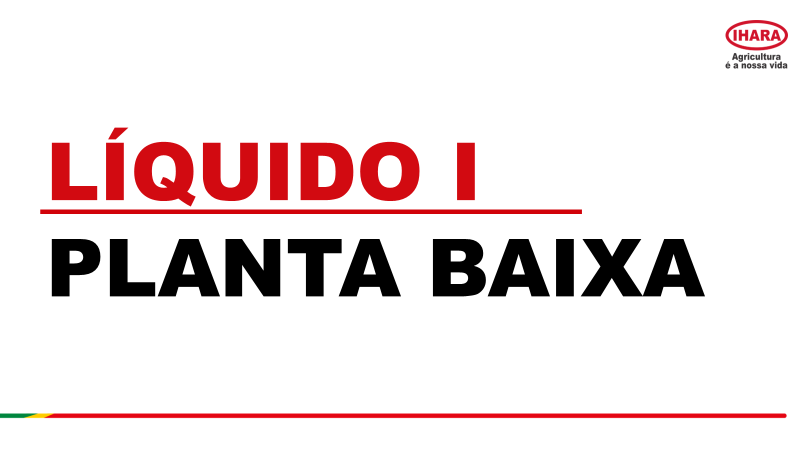 IHARA
Agricultura
é a nossa vida
LÍQUIDO I
PLANTA BAIXA